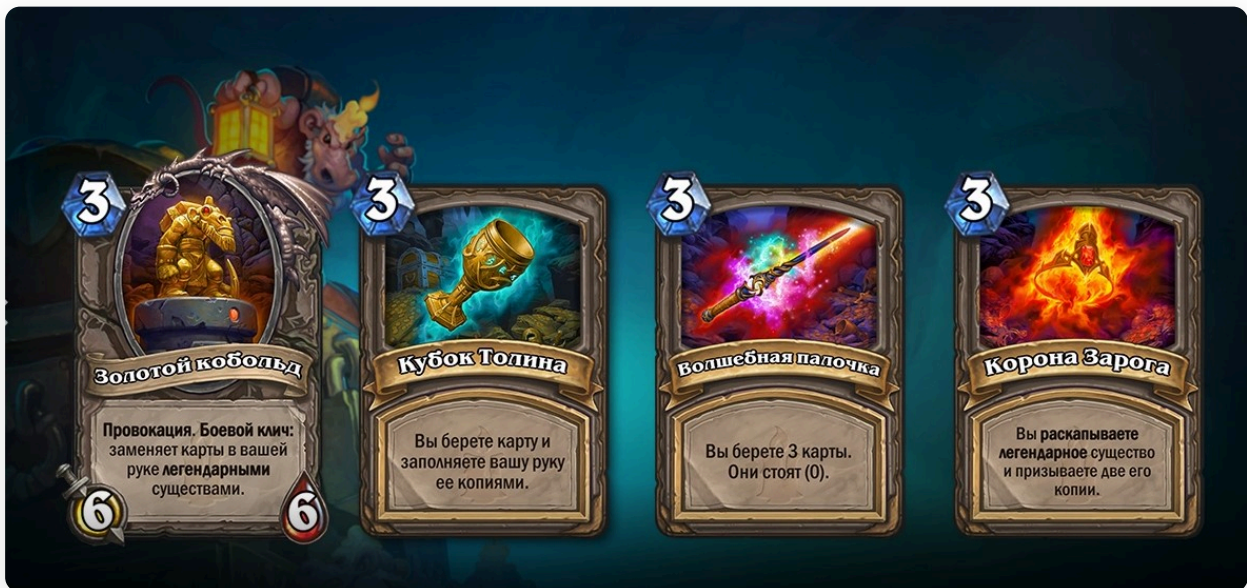 3
Золотой кобольд
Провокация. Боевой клич:
заменяет карты в вашей
руке легендарными
существами.
6
6
3
Кубок Толина
Вы берете карту и
заполняете вашу руку
ее копиями.
3
Волшебная палочка
Вы берете 3 карты.
Они стоят (0).
3
Корона Зарога
Вы раскапываете
легендарное существо
и призываете две его
копии.